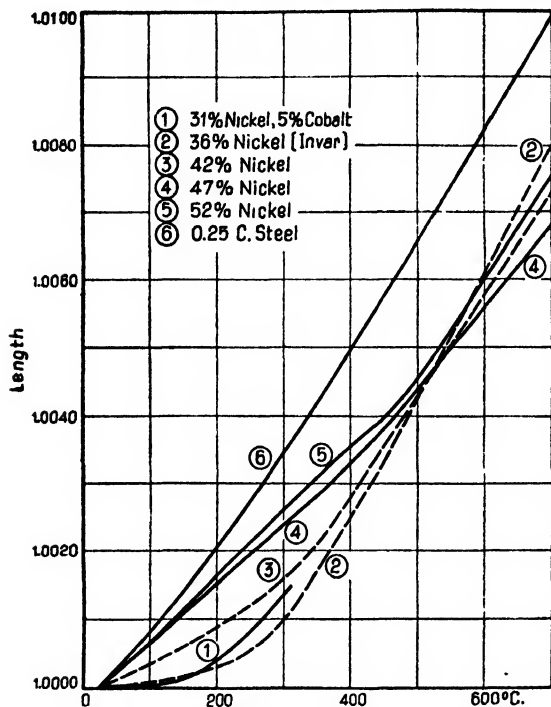 1.0100
① 31% Nickel, 5% Cobalt
② 36% Nickel [Invar]
③ 42% Nickel
④ 47% Nickel
⑤ 52% Nickel
⑥ 0.25 C. Steel
1.0080
②
1.0060
④
Length
1.0040
⑥
⑤
④
1.0020
③
②
①
1.0000
0
200
400
600°C.